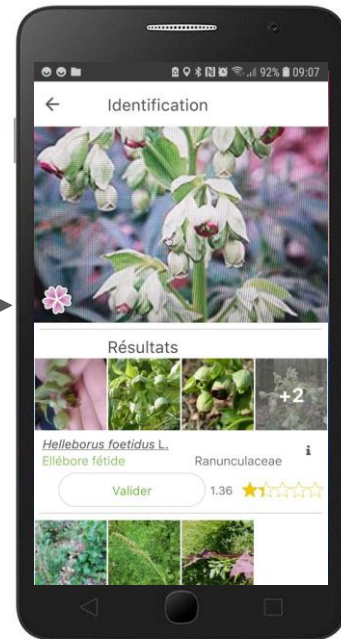 92% 09:07
Identification
Résultats
+2
Helleborus foetidus L.
Ellébore fétide Ranunculaceae i
Valider 1.36